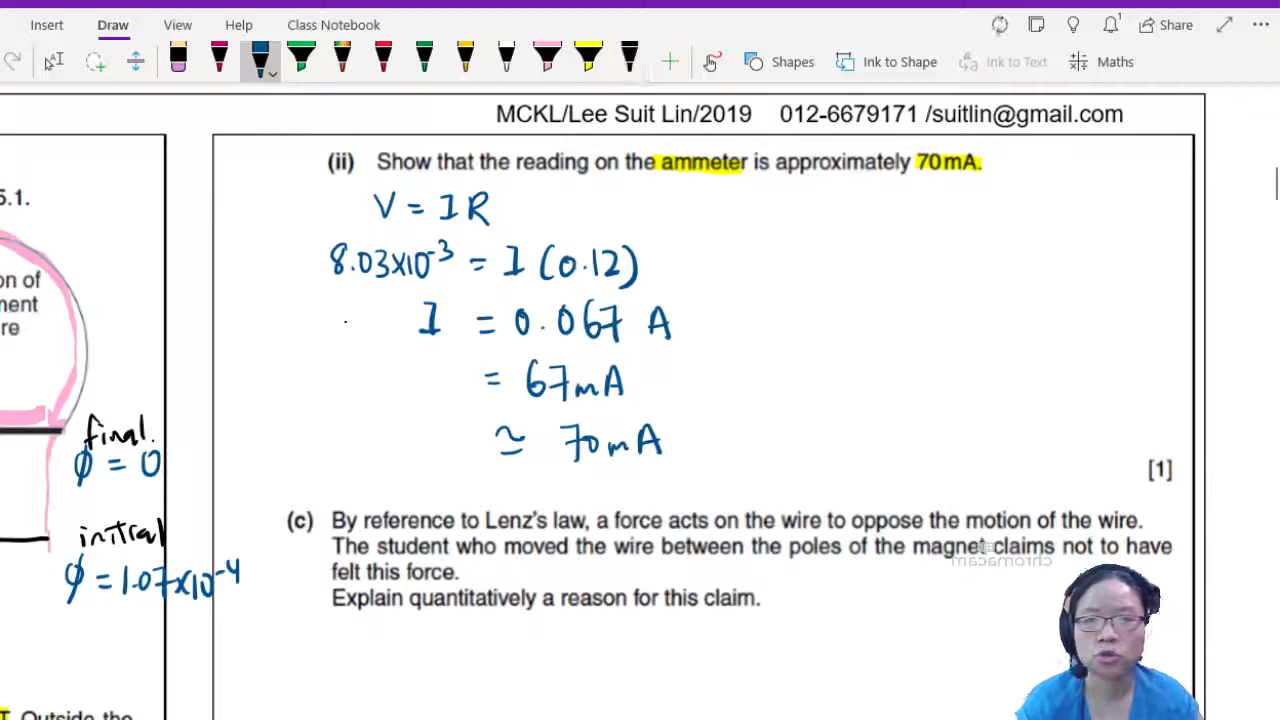 Insert Draw View Help Class Notebook Share
Shapes Ink to Shape Ink to Text Maths
MCKL/Lee Suit Lin/2019 012-6679171 /suitlin@gmail.com
5.1.
on of
ment
re
(ii) Show that the reading on the ammeter is approximately 70 mA.
V = IR
8.03×10⁻³ = I (0.12)
I = 0.067 A
= 67mA
≃ 70mA
[1]
final.
ϕ = 0
initial
ϕ = 1.07×10⁻⁴
(c) By reference to Lenz's law, a force acts on the wire to oppose the motion of the wire.
The student who moved the wire between the poles of the magnet claims not to have
felt this force.
Explain quantitatively a reason for this claim.
chromacam
T. Outside the